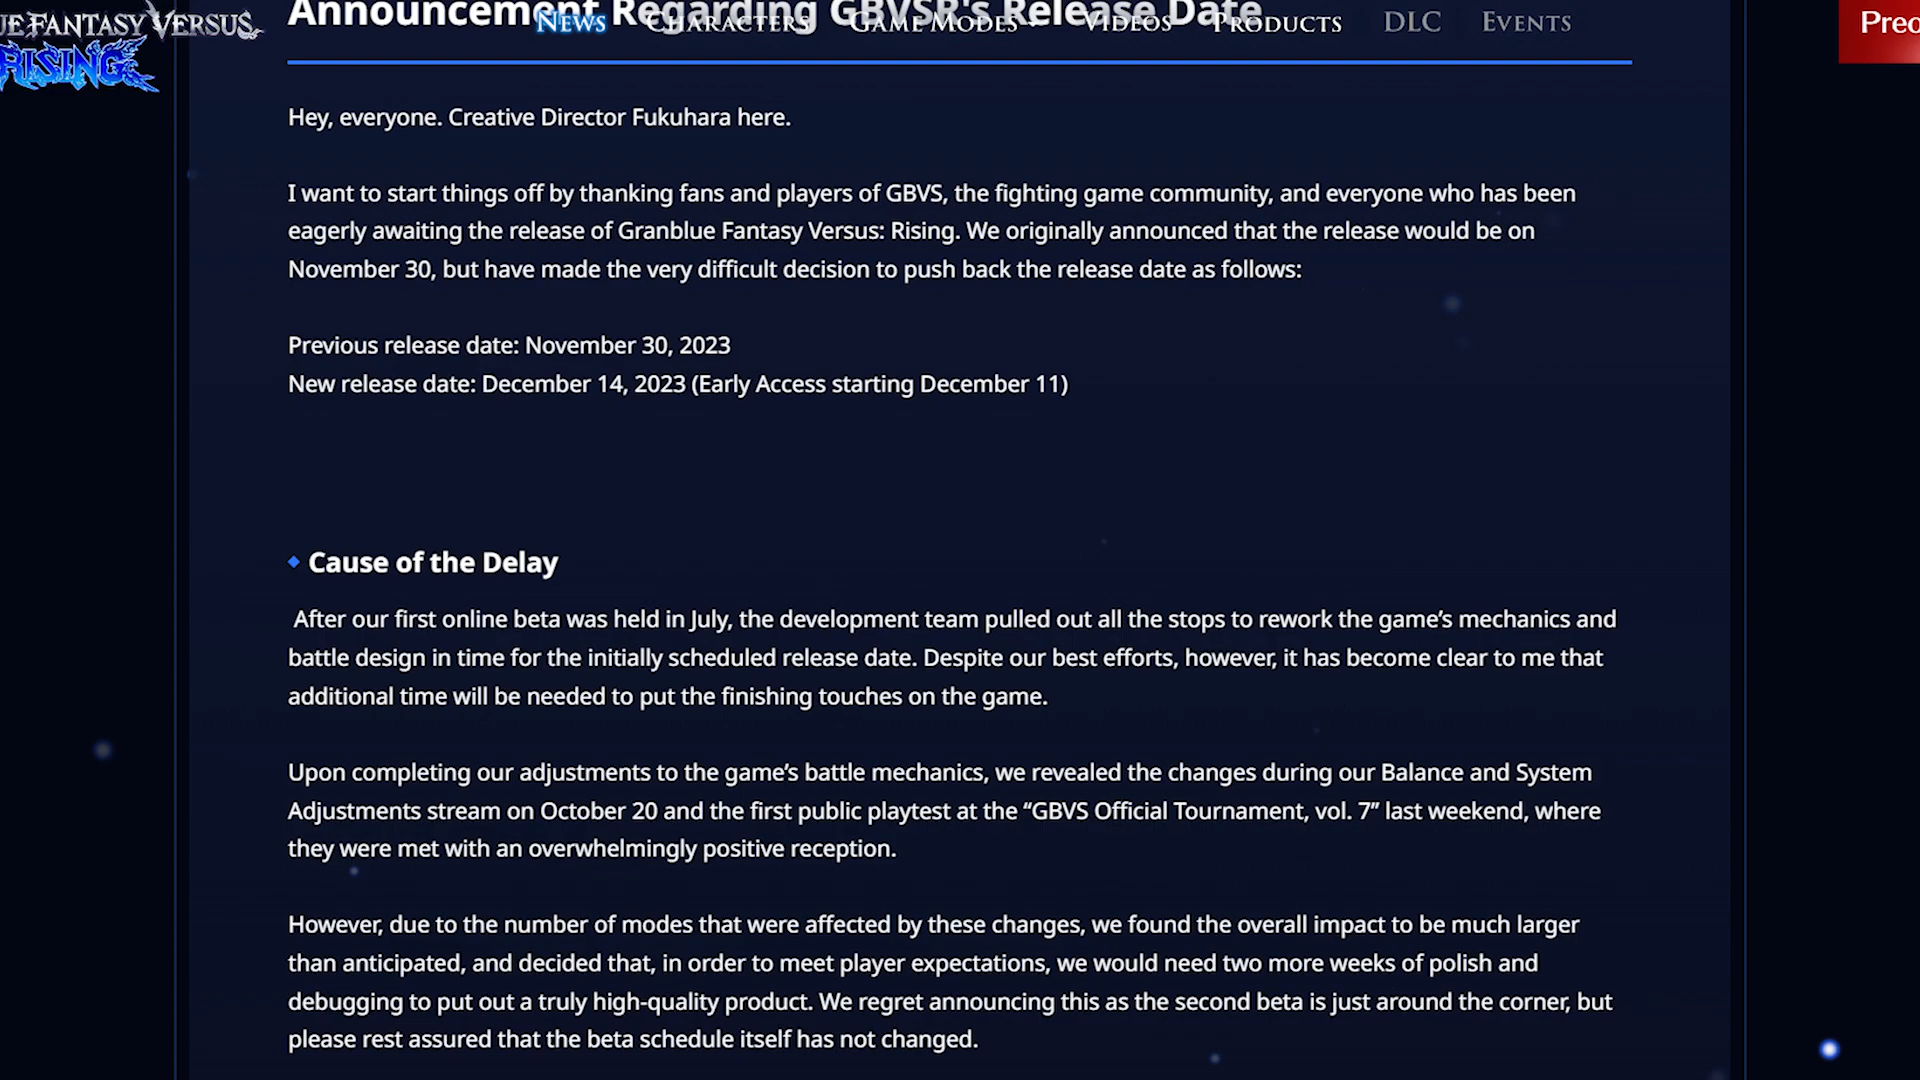 Announcement Regarding GBVSR's Release Date
UE FANTASY VERSUS
RISING
NEWS CHARACTERS GAME MODES VIDEOS PRODUCTS DLC EVENTS
Hey, everyone. Creative Director Fukuhara here.
I want to start things off by thanking fans and players of GBVS, the fighting game community, and everyone who has been
eagerly awaiting the release of Granblue Fantasy Versus: Rising. We originally announced that the release would be on
November 30, but have made the very difficult decision to push back the release date as follows:
Previous release date: November 30, 2023
New release date: December 14, 2023 (Early Access starting December 11)
◆ Cause of the Delay
After our first online beta was held in July, the development team pulled out all the stops to rework the game’s mechanics and
battle design in time for the initially scheduled release date. Despite our best efforts, however, it has become clear to me that
additional time will be needed to put the finishing touches on the game.
Upon completing our adjustments to the game’s battle mechanics, we revealed the changes during our Balance and System
Adjustments stream on October 20 and the first public playtest at the “GBVS Official Tournament, vol. 7” last weekend, where
they were met with an overwhelmingly positive reception.
However, due to the number of modes that were affected by these changes, we found the overall impact to be much larger
than anticipated, and decided that, in order to meet player expectations, we would need two more weeks of polish and
debugging to put out a truly high-quality product. We regret announcing this as the second beta is just around the corner, but
please rest assured that the beta schedule itself has not changed.